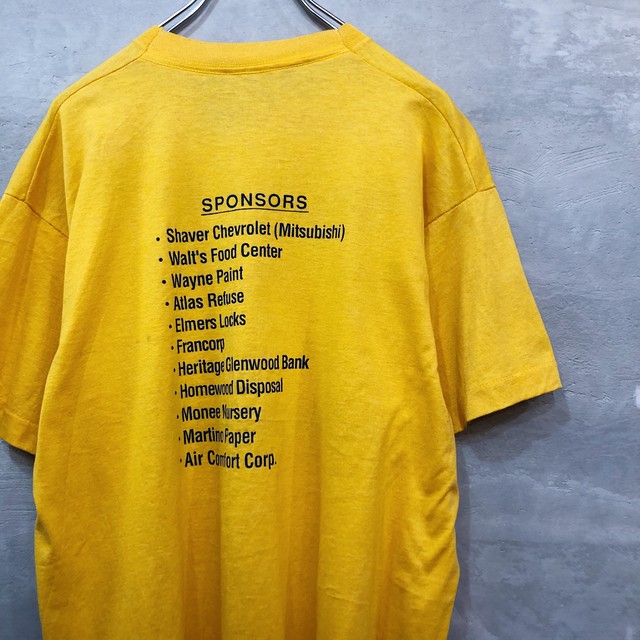 SPONSORS
• Shaver Chevrolet (Mitsubishi)
• Walt's Food Center
• Wayne Paint
• Atlas Refuse
• Elmers Locks
• Francorp
• Heritage Glenwood Bank
• Homewood Disposal
• Monee Nursery
• Martino Paper
• Air Comfort Corp.